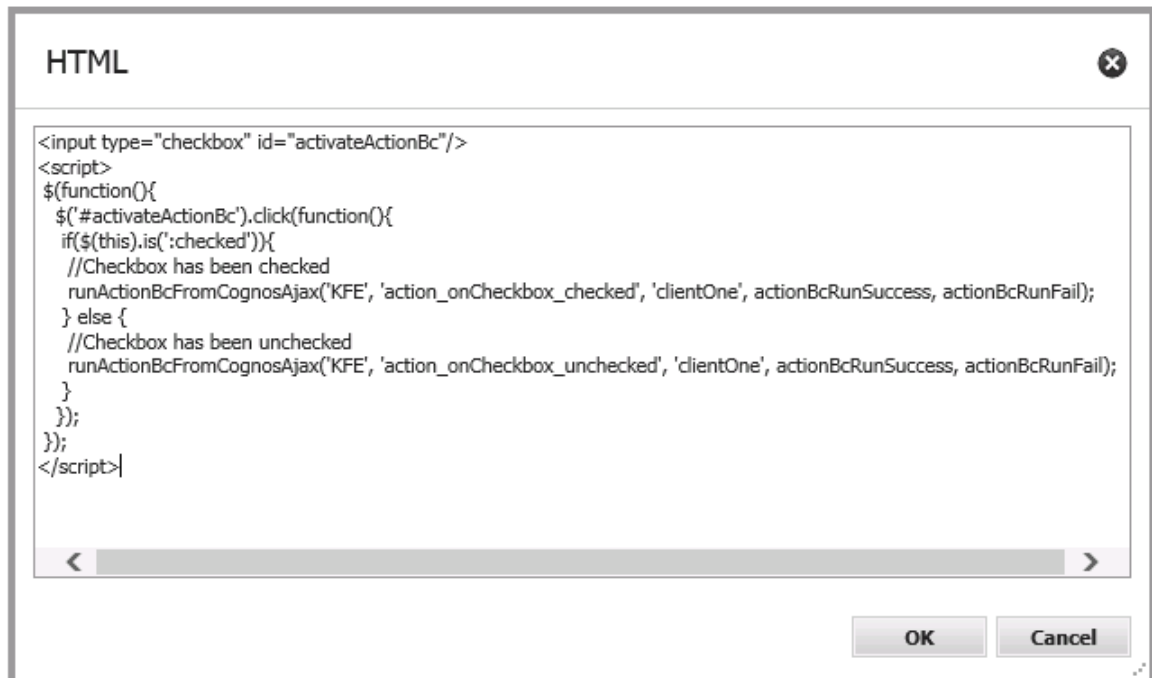 HTML
<input type="checkbox" id="activateActionBc"/>
<script>
$(function(){
$('#activateActionBc').click(function(){
if($(this).is(':checked')){
//Checkbox has been checked
runActionBcFromCognosAjax('KFE', 'action_onCheckbox_checked', 'clientOne', actionBcRunSuccess, actionBcRunFail);
} else {
//Checkbox has been unchecked
runActionBcFromCognosAjax('KFE', 'action_onCheckbox_unchecked', 'clientOne', actionBcRunSuccess, actionBcRunFail);
}
});
});
</script>
OK Cancel